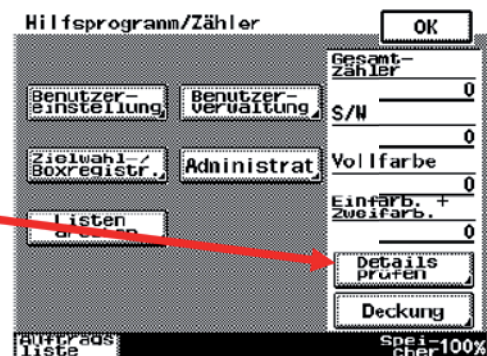 Hilfsprogramm/Zähler
OK
Benutzer-
einstellung
Benutzer-
verwaltung
Zielwahl-/
Boxregistr.
Administrat
Listen
Gesamt-
Zähler
0
S/W
0
Vollfarbe
0
Einfarb. +
Zweifarb.
0
Details
prüfen
Deckung
Auftrags
liste
Spei-
cher
100%